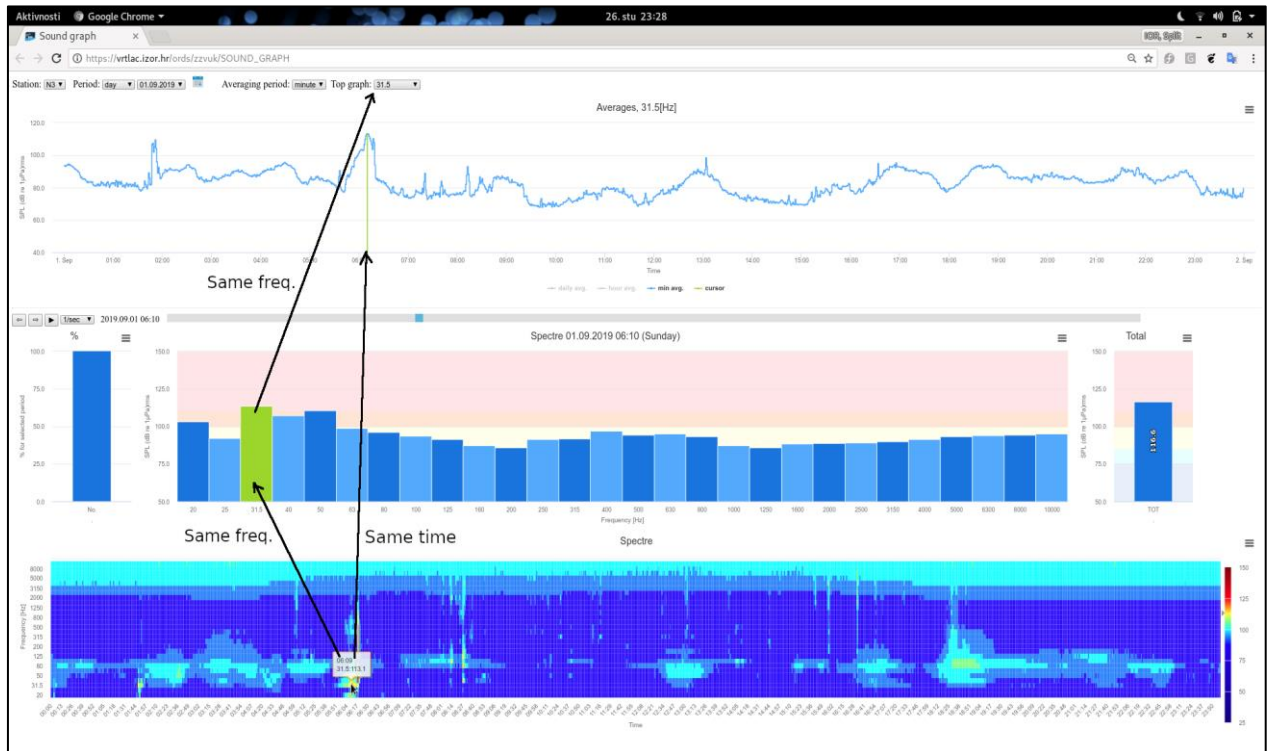 Aktivnosti Google Chrome 26. stu 23:28
Sound graph × IOR, Split
https://vrtlac.izor.hr/ords/zzvuk/SOUND_GRAPH
Station: N3 Period: day 01.09.2019 Averaging period: minute Top graph: 31.5
Averages, 31.5[Hz]
120.0
100.0
80.0
60.0
40.0
SPL (dB re 1µPa)rms
1. Sep 01:00 02:00 03:00 04:00 07:00 08:00 09:00 10:00 11:00 12:00 13:00 14:00 15:00 16:00 17:00 18:00 19:00 20:00 21:00 22:00 23:00 2. Sep
Time
Same freq.
daily avg. hour avg. min avg. cursor
1/sec 2019.09.01 06:10
% Spectre 01.09.2019 06:10 (Sunday) Total
100.0 150.0 150.0
75.0 125.0 125.0
50.0 100.0 100.0
25.0 75.0 75.0
0.0 50.0 50.0
% for selected period SPL (dB re 1µPa)rms SPL (dB re 1µPa)rms
116.6
No. 20 25 31.5 40 50 63 80 100 125 160 200 250 315 400 500 630 800 1000 1250 1600 2000 2500 3150 4000 5000 6300 8000 10000 TOT
Frequency [Hz]
Same freq. Same time
Spectre
8000
5000
3150
2000
1250
800
500
315
200
125
80
50
31.5
20
Frequency [Hz]
150
125
100
75
50
25
06:09
31.5:113.1
Time